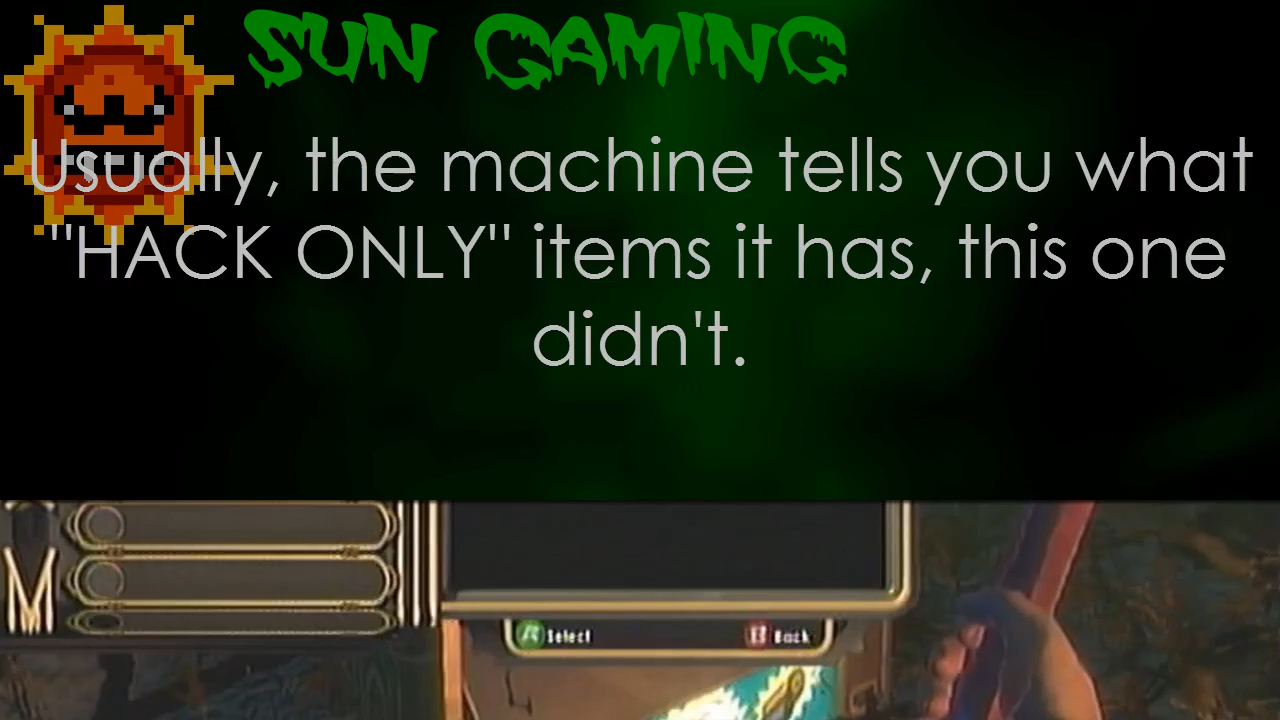 SUN GAMING
Usually, the machine tells you what
"HACK ONLY" items it has, this one
didn't.
M
A Select
B Back